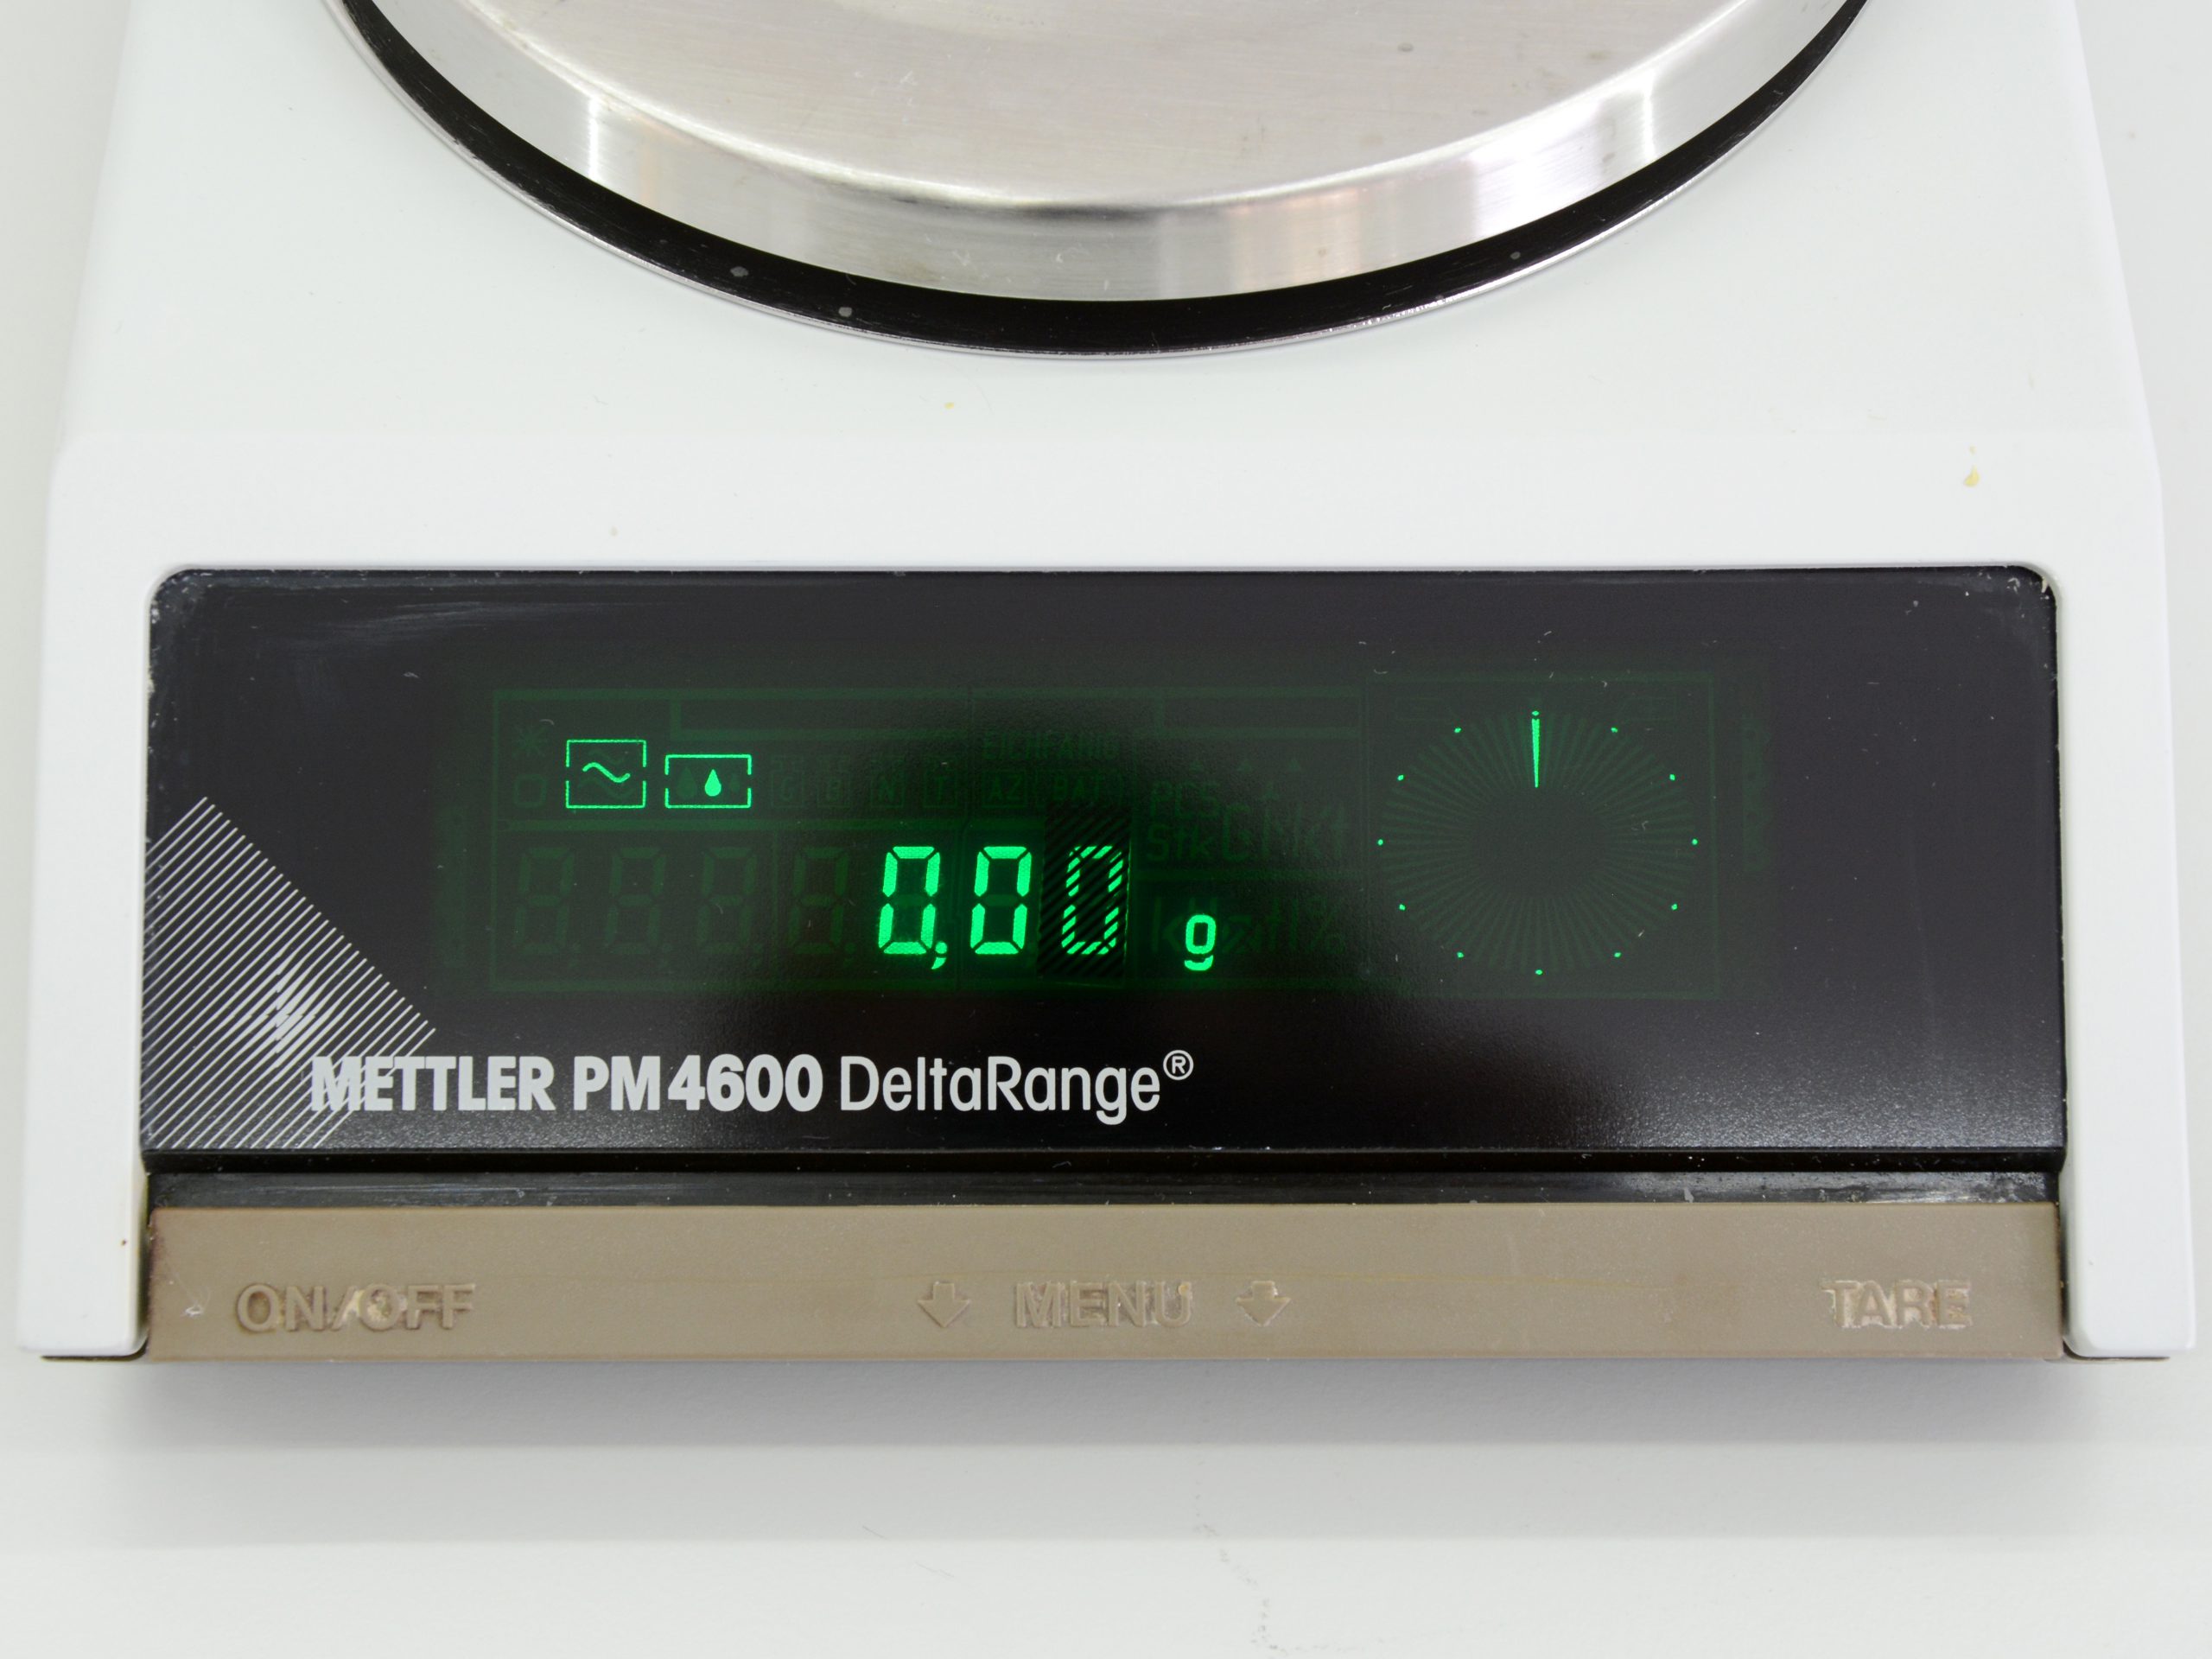 0,00 g
METTLER PM4600 DeltaRange®
ON/OFF MENU TARE